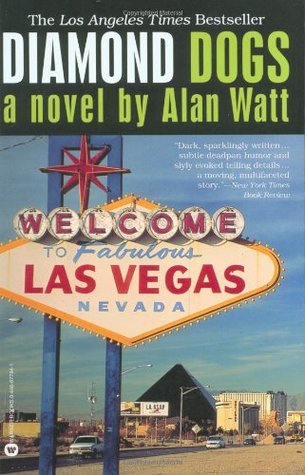 The Los Angeles Times Bestseller
DIAMOND DOGS
a novel by Alan Watt
"Dark, sparklingly written...
subtle deadpan humor and
slyly evoked telling details...
a moving, multifaceted
story."—New York Times
Book Review
WELCOME
TO Fabulous
LAS VEGAS
NEVADA